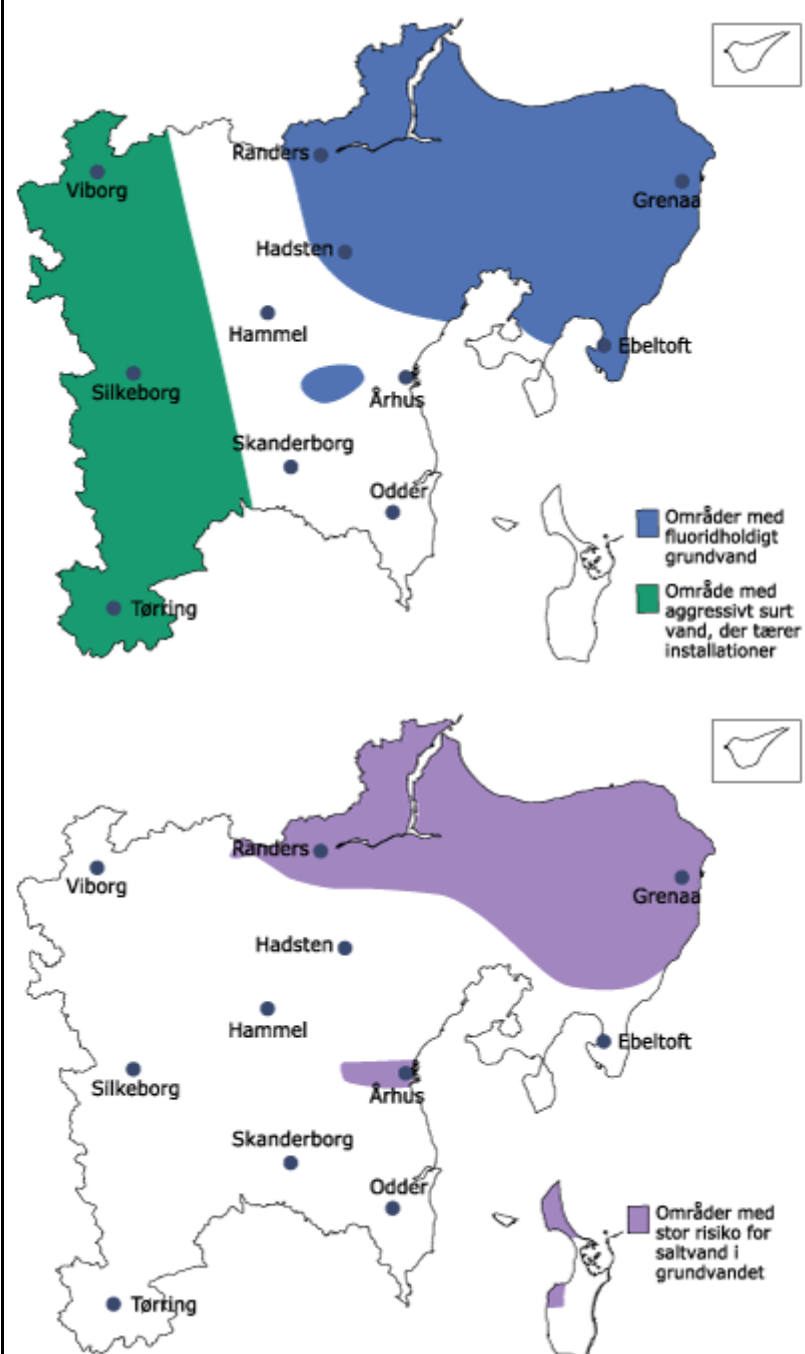 Randers
Viborg
Grenaa
Hadsten
Hammel
Ebeltoft
Silkeborg
Århus
Skanderborg
Odder
Områder med
fluoridholdigt
grundvand
Område med
aggressivt surt
vand, der tærer
installationer
Tørring
Randers
Viborg
Grenaa
Hadsten
Hammel
Ebeltoft
Silkeborg
Århus
Skanderborg
Odder
Områder med
stor risiko for
saltvand i
grundvandet
Tørring